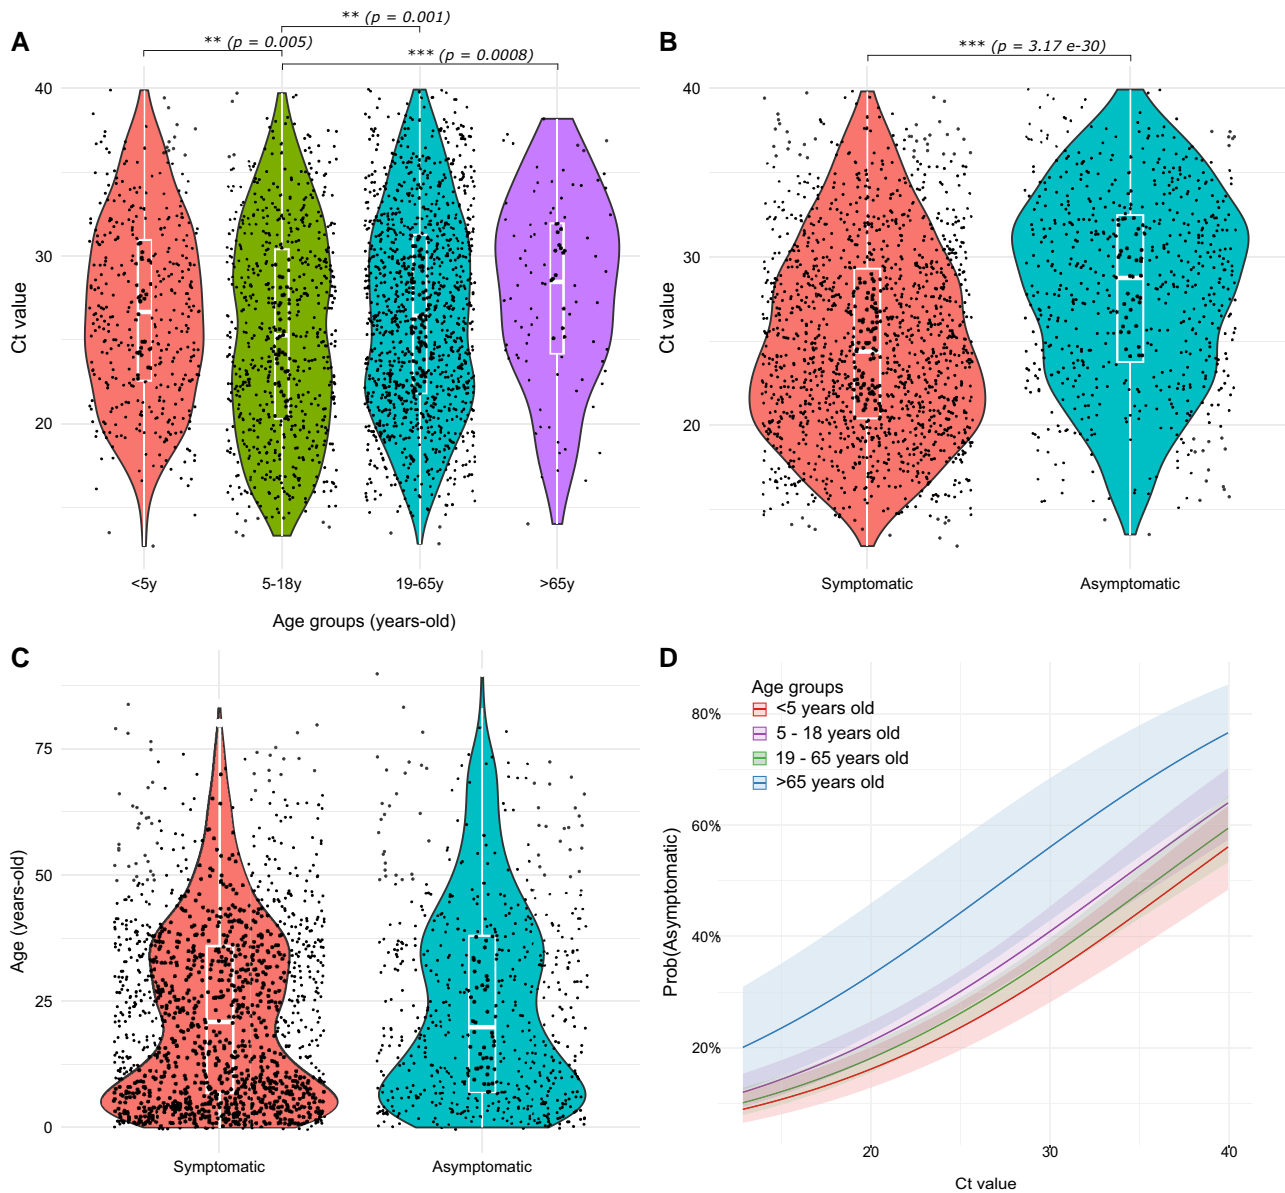 A
** (p = 0.001)
** (p = 0.005)
*** (p = 0.0008)
40
30
20
Ct value
<5y
5-18y
19-65y
>65y
Age groups (years-old)
B
*** (p = 3.17 e-30)
40
30
20
Ct value
Symptomatic
Asymptomatic
C
75
50
25
0
Age (years-old)
Symptomatic
Asymptomatic
D
Age groups
<5 years old
5 - 18 years old
19 - 65 years old
>65 years old
80%
60%
40%
20%
Prob(Asymptomatic)
20
30
40
Ct value